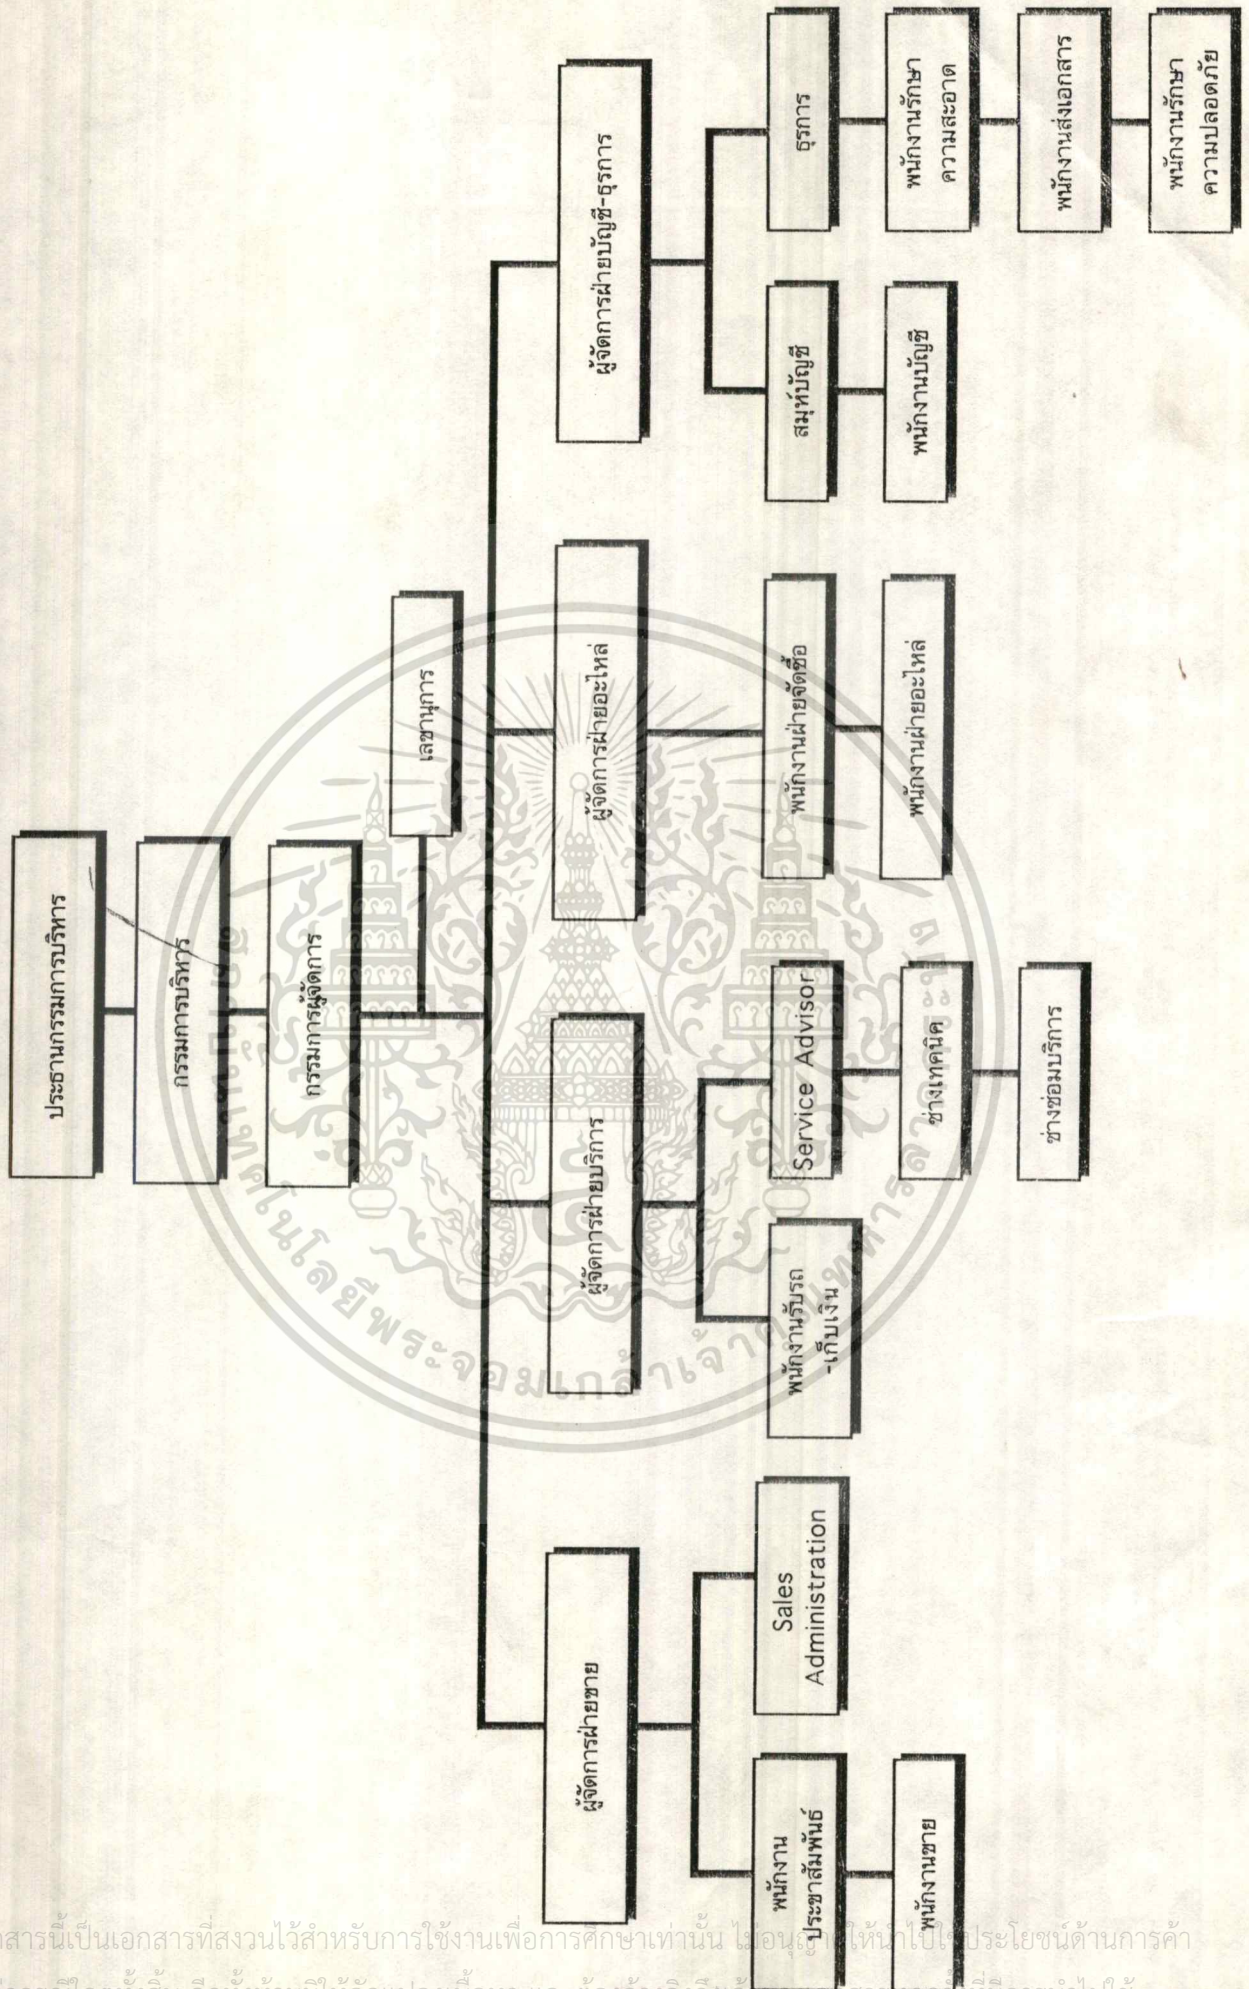 ประธานกรรมการบริหาร
กรรมการบริหาร
กรรมการผู้จัดการ
เลขานุการ
ผู้จัดการฝ่ายขาย
ผู้จัดการฝ่ายบริการ
ผู้จัดการฝ่ายอะไหล่
ผู้จัดการฝ่ายบัญชี-ธุรการ
พนักงาน
ประชาสัมพันธ์
Sales
Administration
พนักงานรับรถ
-เก็บเงิน
Service Advisor
พนักงานฝ่ายจัดซื้อ
สมุห์บัญชี
ธุรการ
พนักงานขาย
ช่างเทคนิค
พนักงานฝ่ายอะไหล่
พนักงานบัญชี
พนักงานรักษา
ความสะอาด
ช่างซ่อมบริการ
พนักงานส่งเอกสาร
พนักงานรักษา
ความปลอดภัย
เทคโนโลยีพระจอมเกล้าเจ้า
สารนี้เป็นเอกสารที่สงวนไว้สำหรับการใช้งานเพื่อการศึกษาเท่านั้น ไม่อนุญาตให้นำไปใช้ประโยชน์ด้านการค้า